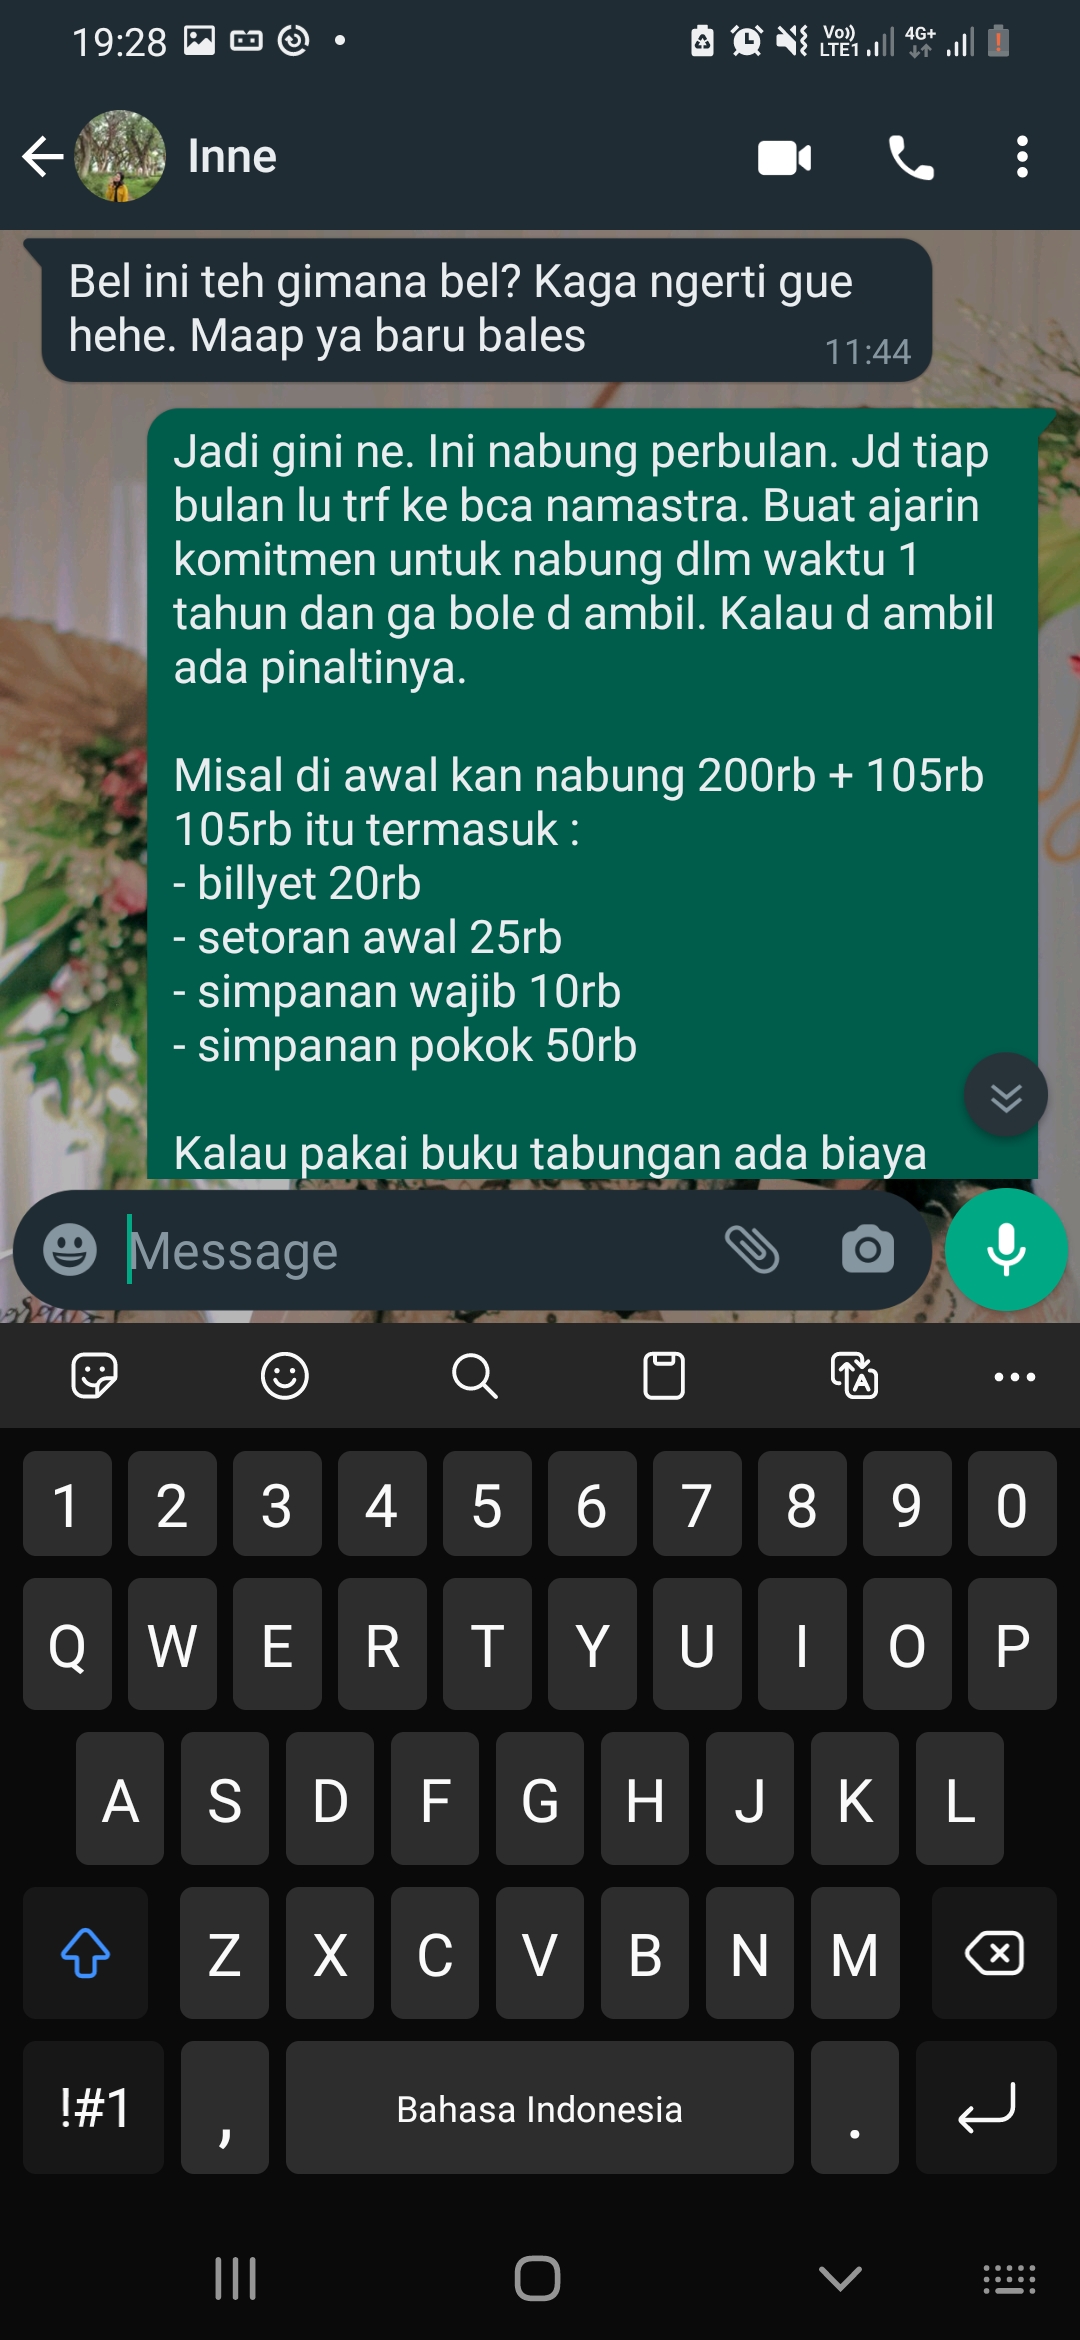 19:28
Vo))
LTE1
4G+
Inne
Bel ini teh gimana bel? Kaga ngerti gue
hehe. Maap ya baru bales
11:44
Jadi gini ne. Ini nabung perbulan. Jd tiap
bulan lu trf ke bca namastra. Buat ajarin
komitmen untuk nabung dlm waktu 1
tahun dan ga bole d ambil. Kalau d ambil
ada pinaltinya.
Misal di awal kan nabung 200rb + 105rb
105rb itu termasuk :
- billyet 20rb
- setoran awal 25rb
- simpanan wajib 10rb
- simpanan pokok 50rb
Kalau pakai buku tabungan ada biaya
Message
1 2 3 4 5 6 7 8 9 0
Q W E R T Y U I O P
A S D F G H J K L
Z X C V B N M
!#1 , Bahasa Indonesia .